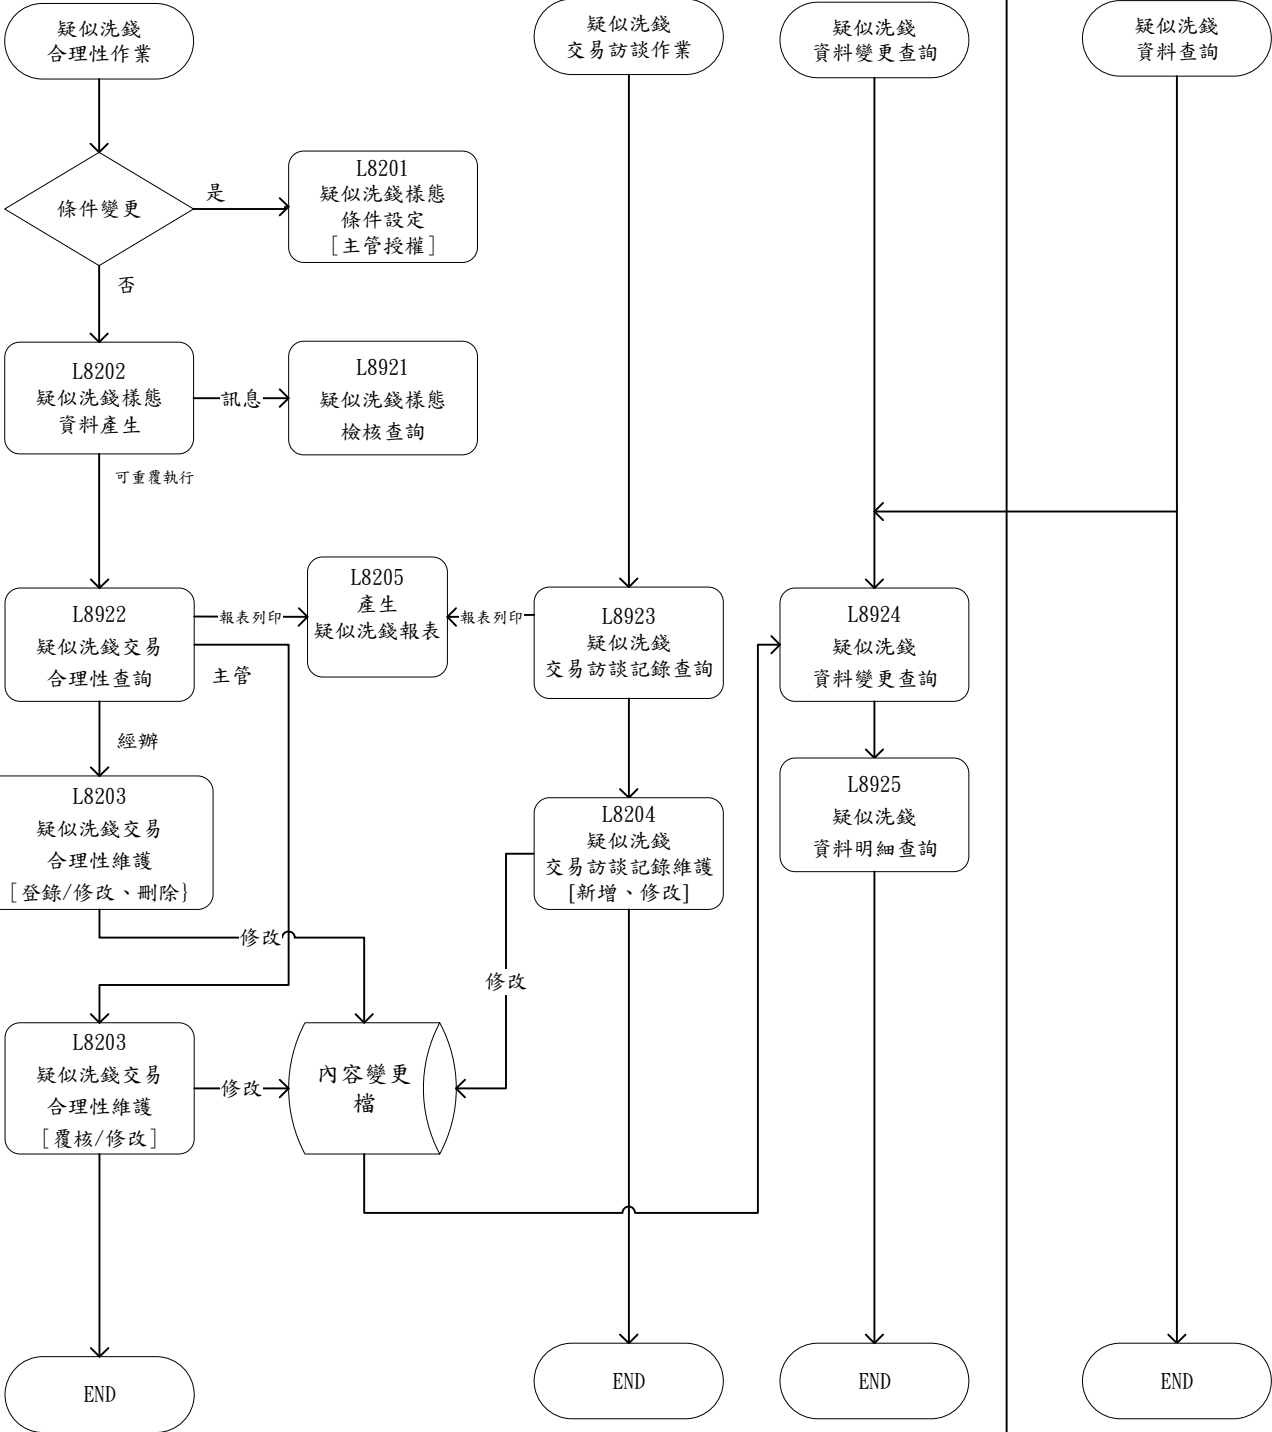 疑似洗錢
合理性作業
疑似洗錢
交易訪談作業
疑似洗錢
資料變更查詢
疑似洗錢
資料查詢
條件變更
是
L8201
疑似洗錢樣態
條件設定
[主管授權]
否
L8202
疑似洗錢樣態
資料產生
訊息
L8921
疑似洗錢樣態
檢核查詢
可重覆執行
L8922
疑似洗錢交易
合理性查詢
報表列印
L8205
產生
疑似洗錢報表
報表列印
L8923
疑似洗錢
交易訪談記錄查詢
L8924
疑似洗錢
資料變更查詢
主管
經辦
L8203
疑似洗錢交易
合理性維護
[登錄/修改、刪除}
L8204
疑似洗錢
交易訪談記錄維護
[新增、修改]
L8925
疑似洗錢
資料明細查詢
修改
修改
L8203
疑似洗錢交易
合理性維護
[覆核/修改]
修改
內容變更
檔
END
END
END
END